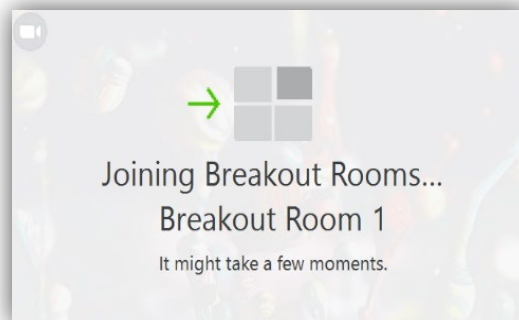 Joining Breakout Rooms...
Breakout Room 1
It might take a few moments.